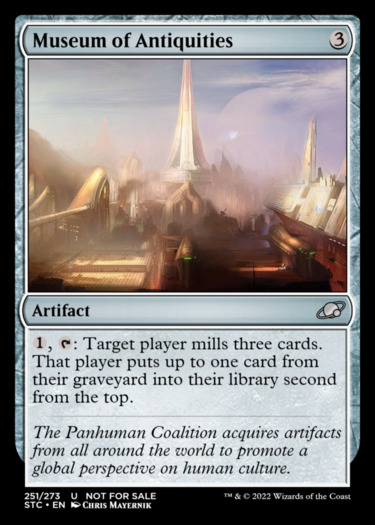 Museum of Antiquities 3
Artifact
1, T: Target player mills three cards.
That player puts up to one card from
their graveyard into their library second
from the top.
The Panhuman Coalition acquires artifacts
from all around the world to promote a
global perspective on human culture.
251/273 U NOT FOR SALE
STC • EN Chris Mayernik
™ & © 2022 Wizards of the Coast